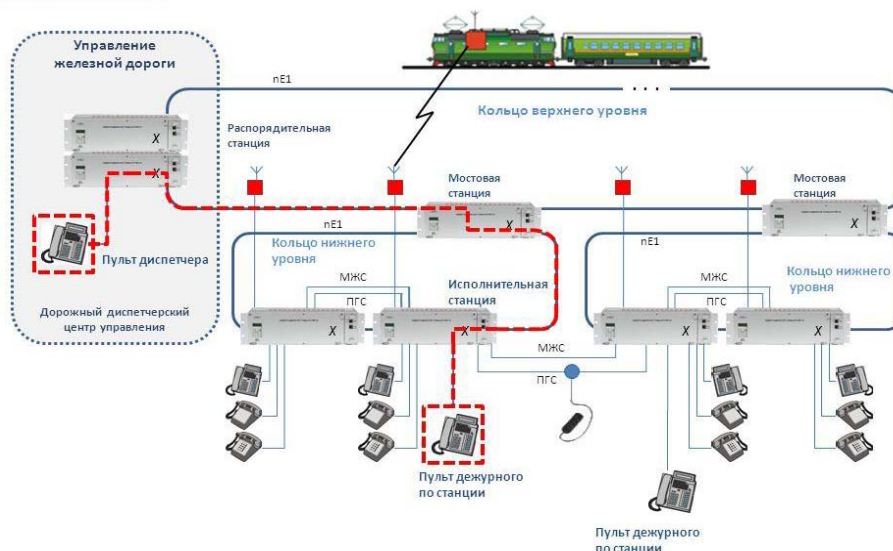 Управление
железной дороги
nE1
. . .
Кольцо верхнего уровня
Распорядительная
станция
X
X
Мостовая
станция
Мостовая
станция
X
X
nE1
nE1
Пульт диспетчера
Кольцо нижнего
уровня
Кольцо нижнего
уровня
МЖС
ПГС
Исполнительная
станция
МЖС
ПГС
Дорожный диспетчерский
центр управления
X
X
X
X
МЖС
ПГС
Пульт дежурного
по станции
Пульт дежурного
по станции